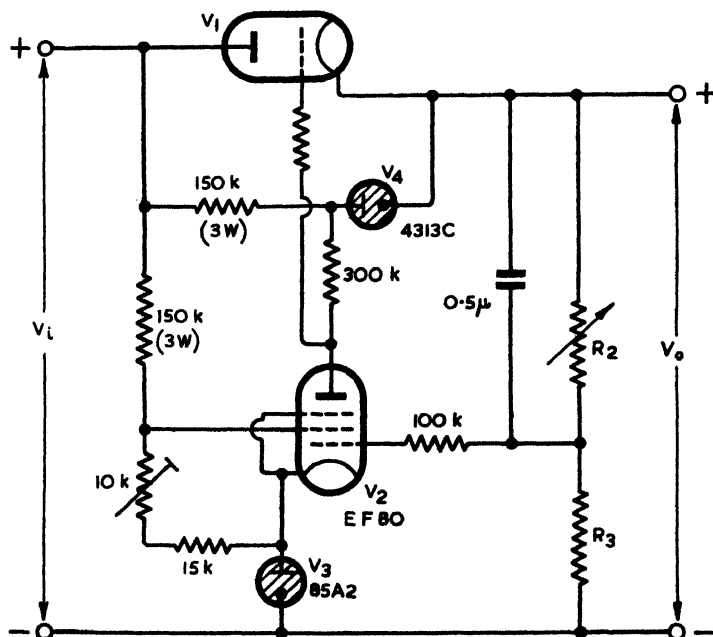 V1
+
+
150 k
(3W)
V4
4313C
300 k
0·5μ
Vi
150 k
(3W)
R2
Vo
100 k
10 k
V2
EF80
R3
15 k
V3
85A2
−
−